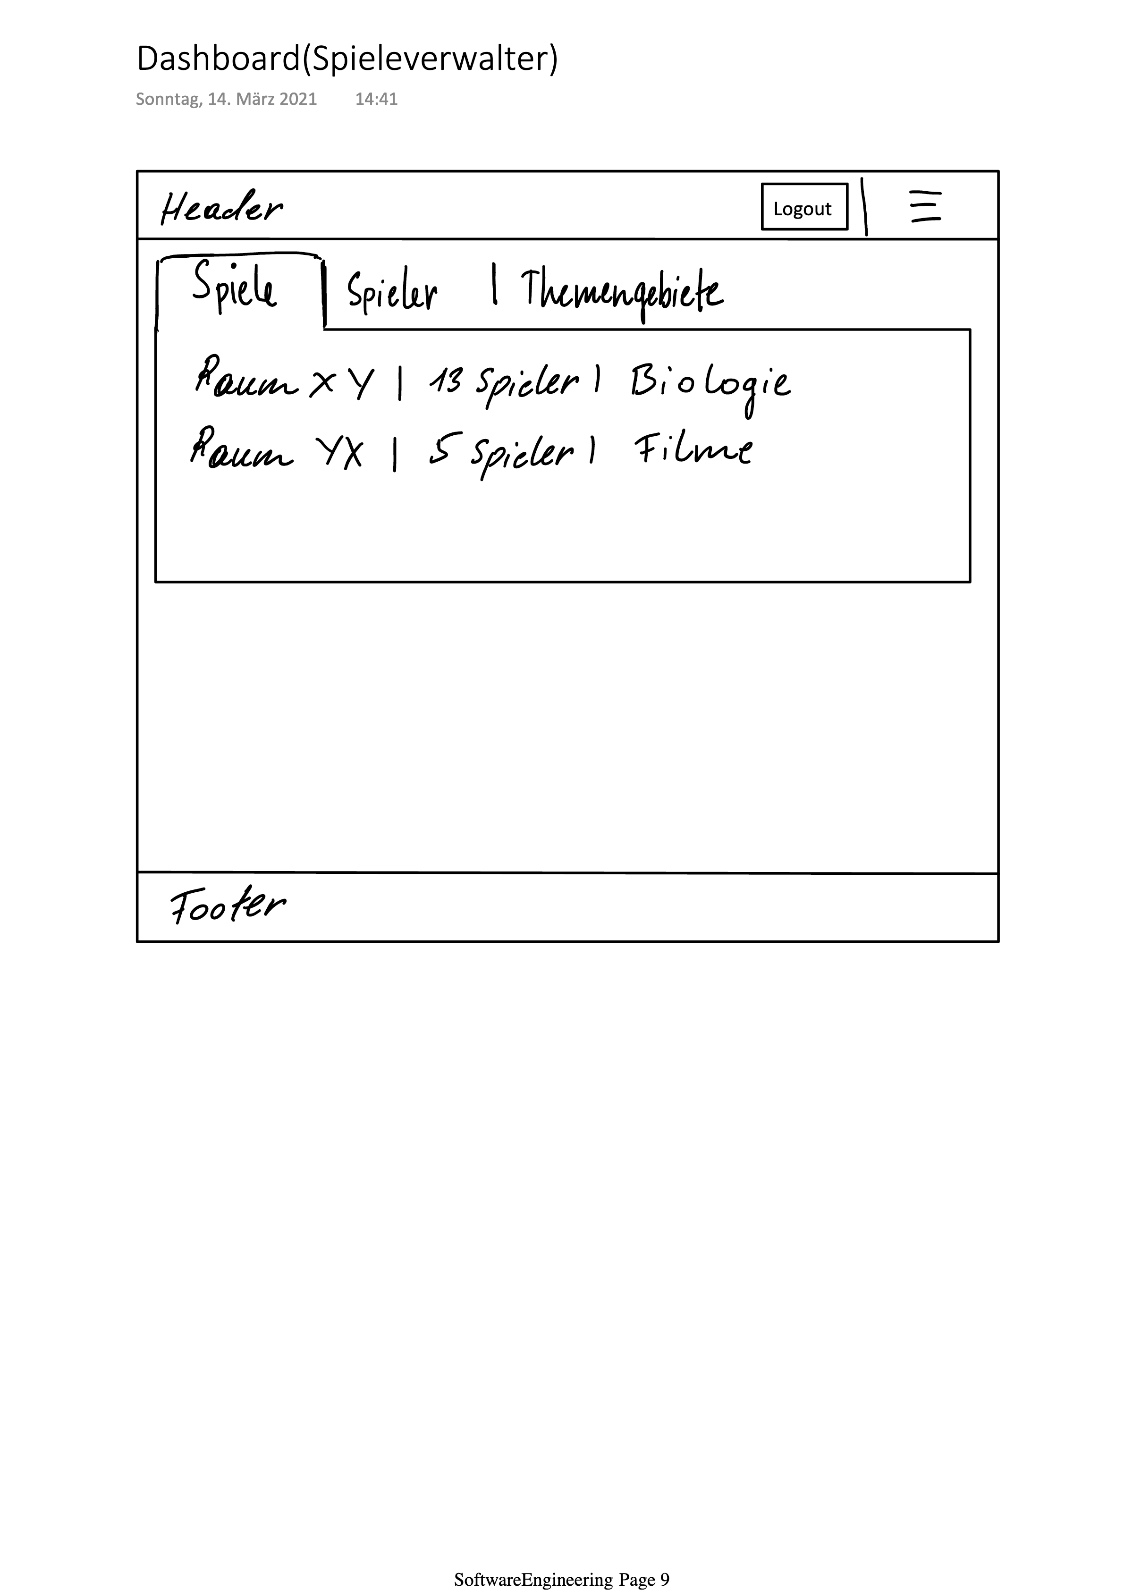 Dashboard(Spieleverwalter)
Sonntag, 14. März 2021 14:41
Header Logout
Spiele | Spieler | Themengebiete
Raum XY | 13 Spieler | Biologie
Raum YX | 5 Spieler | Filme
Footer
SoftwareEngineering Page 9